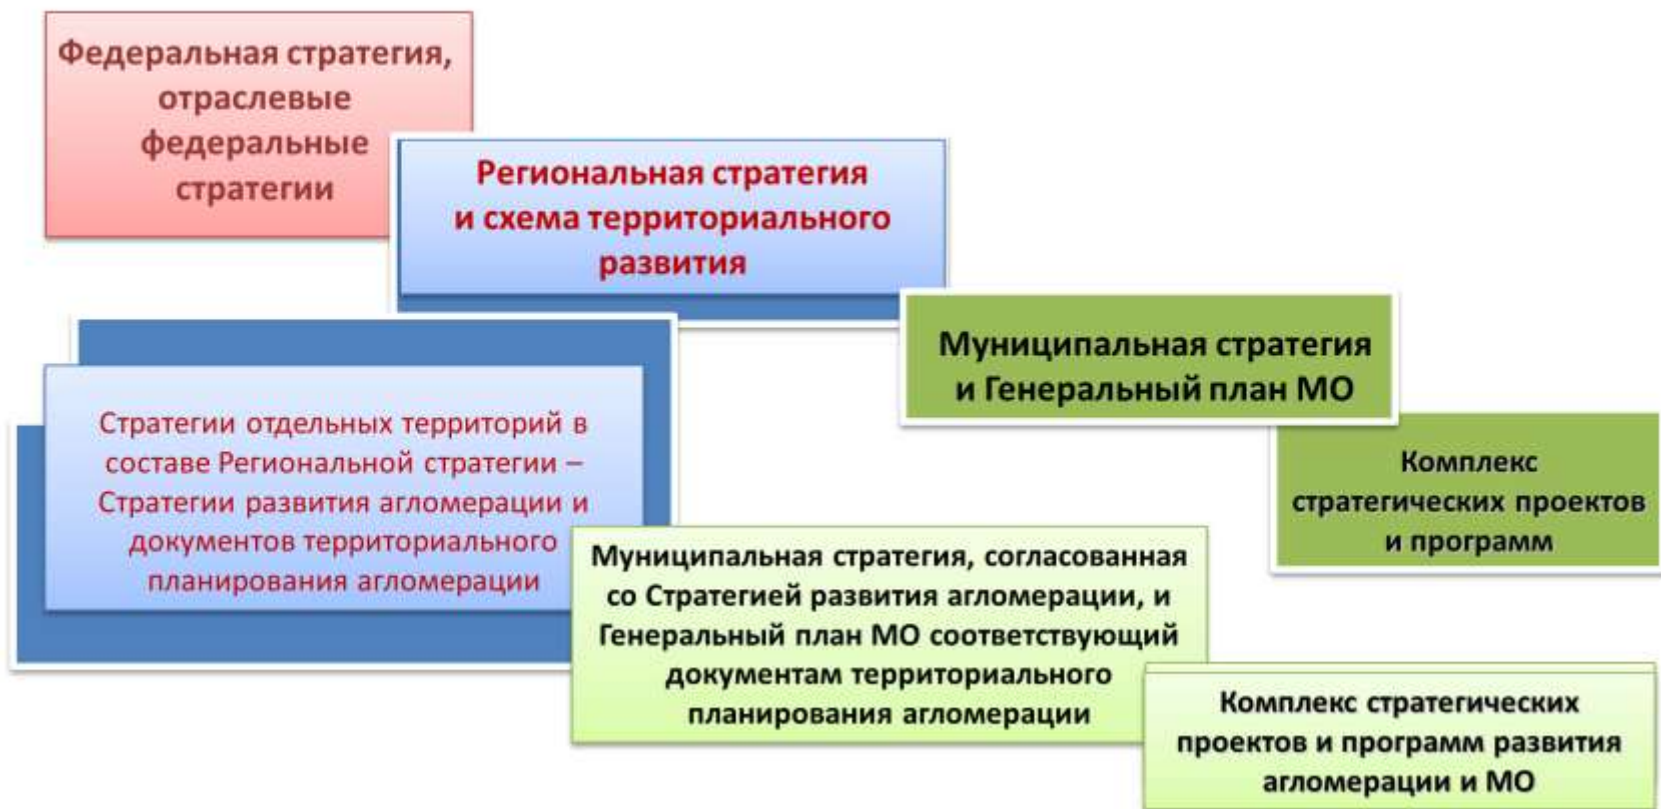 Федеральная стратегия,
отраслевые
федеральные
стратегии
Региональная стратегия
и схема территориального
развития
Муниципальная стратегия
и Генеральный план МО
Комплекс
стратегических проектов
и программ
Стратегии отдельных территорий в
составе Региональной стратегии –
Стратегии развития агломерации и
документов территориального
планирования агломерации
Муниципальная стратегия, согласованная
со Стратегией развития агломерации, и
Генеральный план МО соответствующий
документам территориального
планирования агломерации
Комплекс стратегических
проектов и программ развития
агломерации и МО